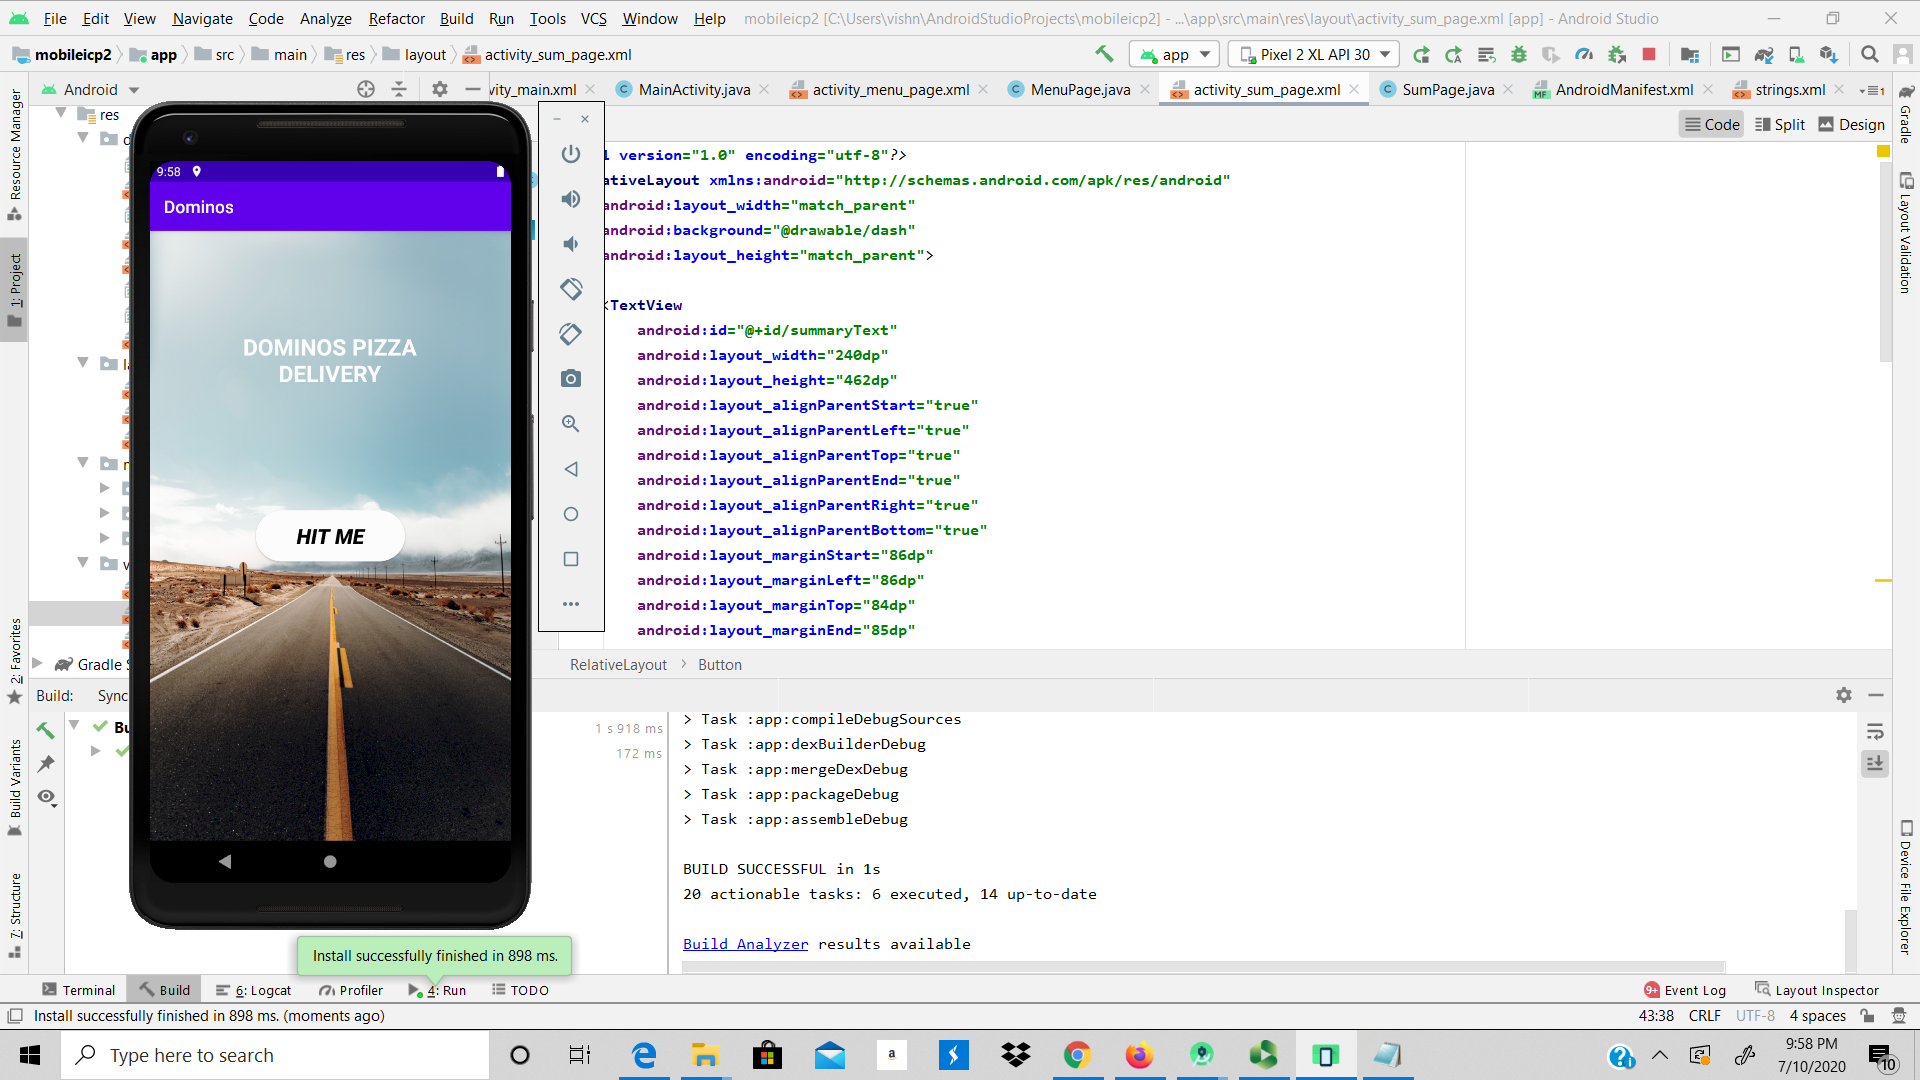 File Edit View Navigate Code Analyze Refactor Build Run Tools VCS Window Help mobileicp2 [C:\Users\vishn\AndroidStudioProjects\mobileicp2] - ...\app\src\main\res\layout\activity_sum_page.xml [app] - Android Studio
mobileicp2 app src main res layout activity_sum_page.xml app Pixel 2 XL API 30
Android vity_main.xml MainActivity.java activity_menu_page.xml MenuPage.java activity_sum_page.xml SumPage.java AndroidManifest.xml strings.xml
Code Split Design
Resource Manager
1: Project
2: Favorites
Build Variants
7: Structure
Gradle
Layout Validation
Device File Explorer
res
Gradle S
9:58
Dominos
DOMINOS PIZZA
DELIVERY
HIT ME
l version="1.0" encoding="utf-8"?>
ativeLayout xmlns:android="http://schemas.android.com/apk/res/android"
android:layout_width="match_parent"
android:background="@drawable/dash"
android:layout_height="match_parent">
<TextView
android:id="@+id/summaryText"
android:layout_width="240dp"
android:layout_height="462dp"
android:layout_alignParentStart="true"
android:layout_alignParentLeft="true"
android:layout_alignParentTop="true"
android:layout_alignParentEnd="true"
android:layout_alignParentRight="true"
android:layout_alignParentBottom="true"
android:layout_marginStart="86dp"
android:layout_marginLeft="86dp"
android:layout_marginTop="84dp"
android:layout_marginEnd="85dp"
RelativeLayout Button
Build: Sync
Bu 1 s 918 ms
172 ms
> Task :app:compileDebugSources
> Task :app:dexBuilderDebug
> Task :app:mergeDexDebug
> Task :app:packageDebug
> Task :app:assembleDebug
BUILD SUCCESSFUL in 1s
20 actionable tasks: 6 executed, 14 up-to-date
Build Analyzer results available
Install successfully finished in 898 ms.
Terminal Build 6: Logcat Profiler 4: Run TODO 9+ Event Log Layout Inspector
Install successfully finished in 898 ms. (moments ago) 43:38 CRLF UTF-8 4 spaces
Type here to search
9:58 PM
7/10/2020
10